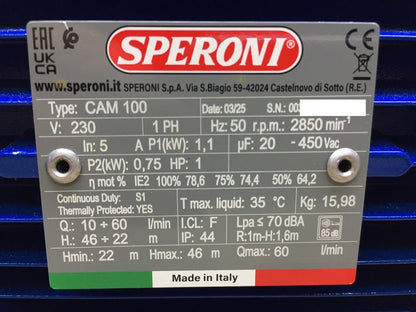 EAC
UK
CA
SPERONI®
CE
www.speroni.it SPERONI S.p.A. Via S.Biagio 59-42024 Castelnovo di Sotto (R.E.)
Type: CAM 100 Date: 03/25 S.N.: 003
V: 230 1 PH Hz: 50 r.p.m.: 2850 min⁻¹
In: 5 A P1(kW): 1,1 µF: 20 - 450 Vac
P2(kW): 0,75 HP: 1
η mot % IE2 100% 78,6 75% 74,4 50% 64,2
Continuous Duty: S1
Thermally Protected: YES
T max. liquid: 35 °C Kg: 15,98
Q.: 10÷60 l/min I.CL: F Lpa ≤ 70 dBA
H.: 46÷22 m IP: 44 R:1m-H:1,6m
85 dB
Hmin.: 22 m Hmax.: 46 m Qmax.: 60 l/min
Made in Italy